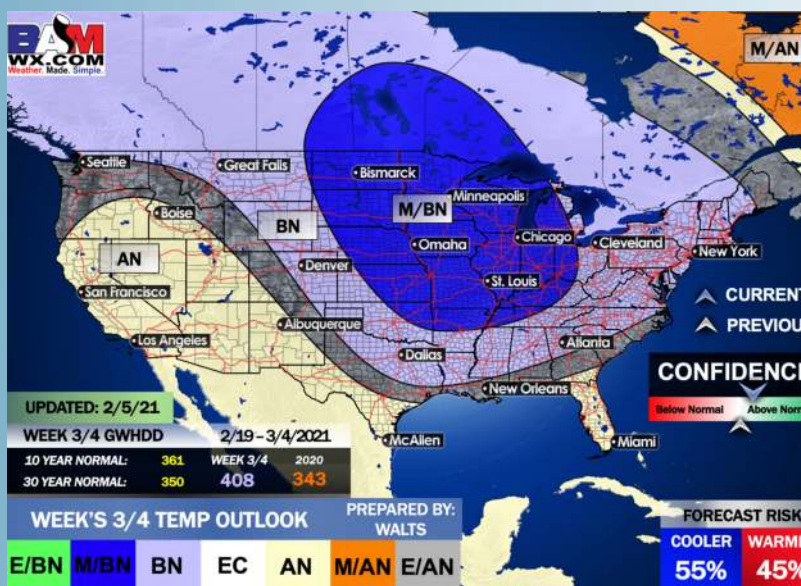 BAM
WX.COM
Weather. Made. Simple.
M/AN
Seattle
Great Falls
Bismarck
Minneapolis
Boise
BN
M/BN
AN
Omaha
Chicago
Cleveland
New York
Denver
San Francisco
St. Louis
CURRENT
PREVIOU
Albuquerque
Los Angeles
Atlanta
Dallas
CONFIDENCE
New Orleans
Below Normal
Above Norm
UPDATED: 2/5/21
WEEK 3/4 GWHDD 2/19 – 3/4/2021
McAllen
Miami
10 YEAR NORMAL: 361 WEEK 3/4 2020
30 YEAR NORMAL: 350 408 343
WEEK'S 3/4 TEMP OUTLOOK
PREPARED BY:
WALTS
FORECAST RISK
COOLER WARME
55% 45%
E/BN M/BN BN EC AN M/AN E/AN